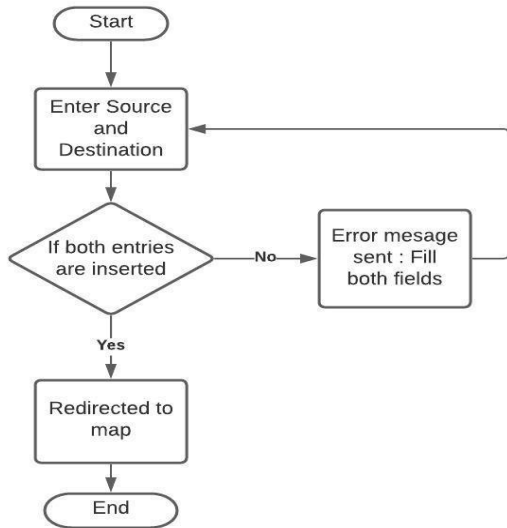 Start
Enter Source
and
Destination
If both entries
are inserted
No
Error mesage
sent : Fill
both fields
Yes
Redirected to
map
End